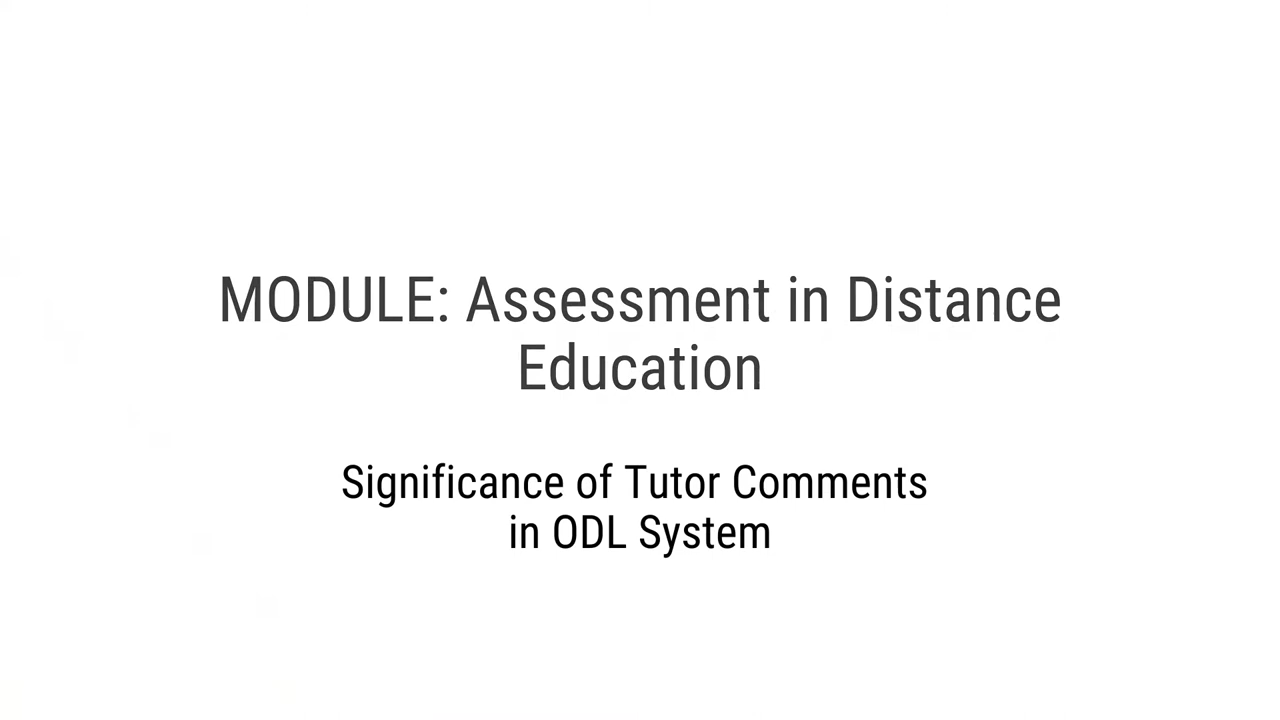 MODULE: Assessment in Distance
Education
Significance of Tutor Comments
in ODL System